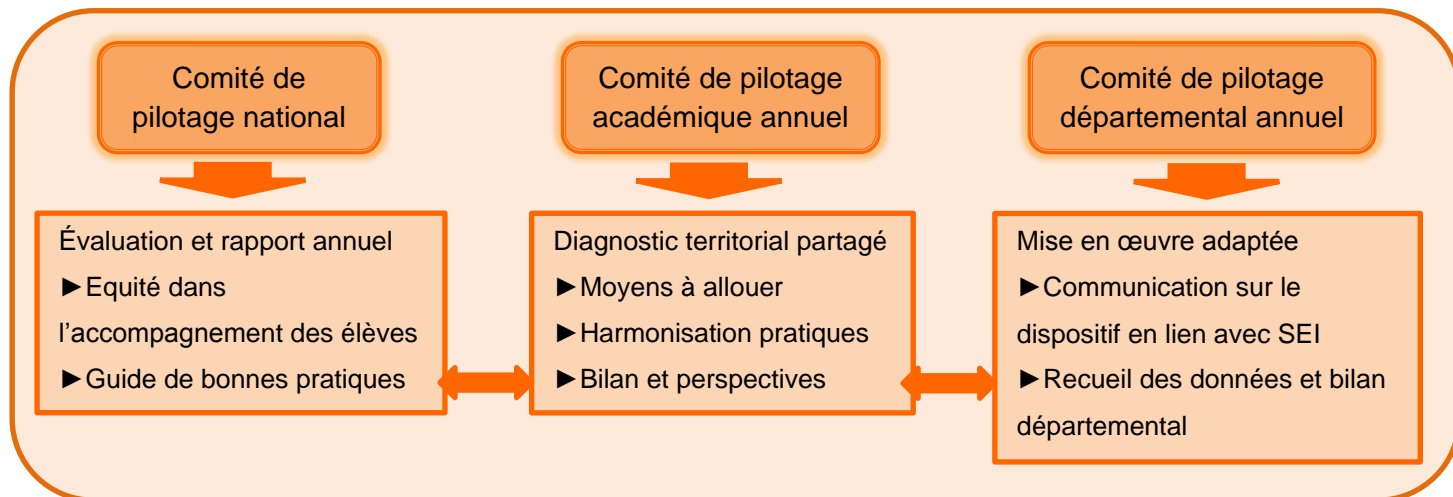 Comité de
pilotage national
Comité de pilotage
académique annuel
Comité de pilotage
départemental annuel
Évaluation et rapport annuel
►Equité dans
l’accompagnement des élèves
►Guide de bonnes pratiques
Diagnostic territorial partagé
►Moyens à allouer
►Harmonisation pratiques
►Bilan et perspectives
Mise en œuvre adaptée
►Communication sur le
dispositif en lien avec SEI
►Recueil des données et bilan
départemental